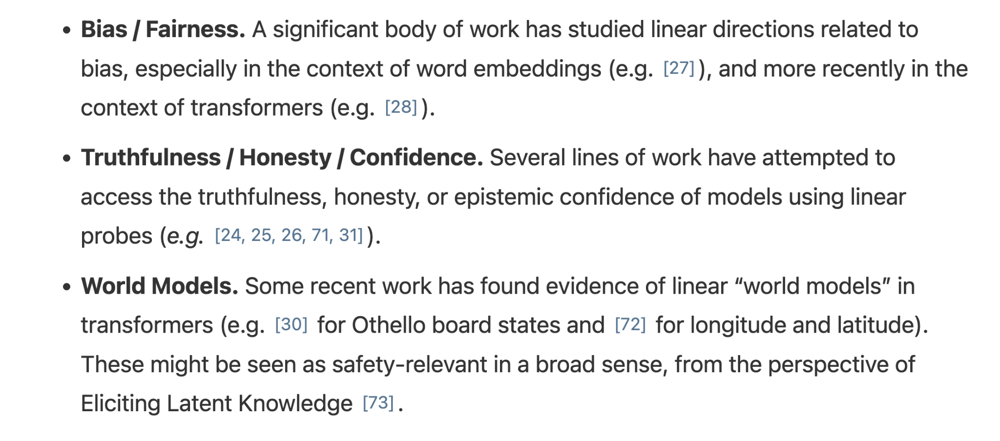 • Bias / Fairness. A significant body of work has studied linear directions related to
bias, especially in the context of word embeddings (e.g. [27]), and more recently in the
context of transformers (e.g. [28]).
• Truthfulness / Honesty / Confidence. Several lines of work have attempted to
access the truthfulness, honesty, or epistemic confidence of models using linear
probes (e.g. [24, 25, 26, 71, 31]).
• World Models. Some recent work has found evidence of linear “world models” in
transformers (e.g. [30] for Othello board states and [72] for longitude and latitude).
These might be seen as safety-relevant in a broad sense, from the perspective of
Eliciting Latent Knowledge [73].